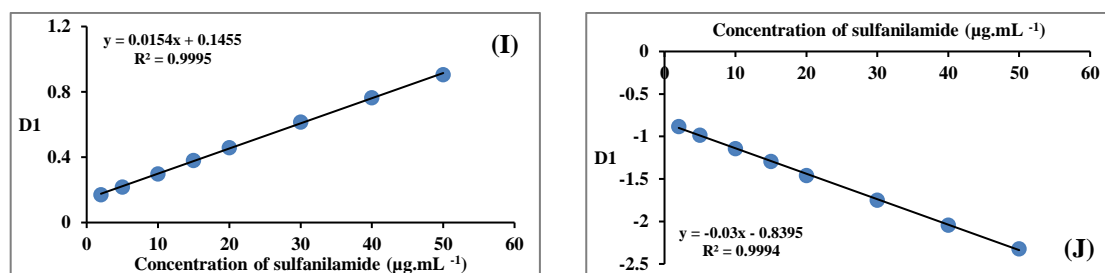 1.2
y = 0.0154x + 0.1455
R² = 0.9995
(I)
0.8
D1
0.4
0
0 10 20 30 40 50 60
Concentration of sulfanilamide (µg.mL -1)
Concentration of sulfanilamide (µg.mL -1)
0
0 10 20 30 40 50 60
-0.5
-1
D1
-1.5
y = -0.03x - 0.8395
-2
R² = 0.9994
(J)
-2.5